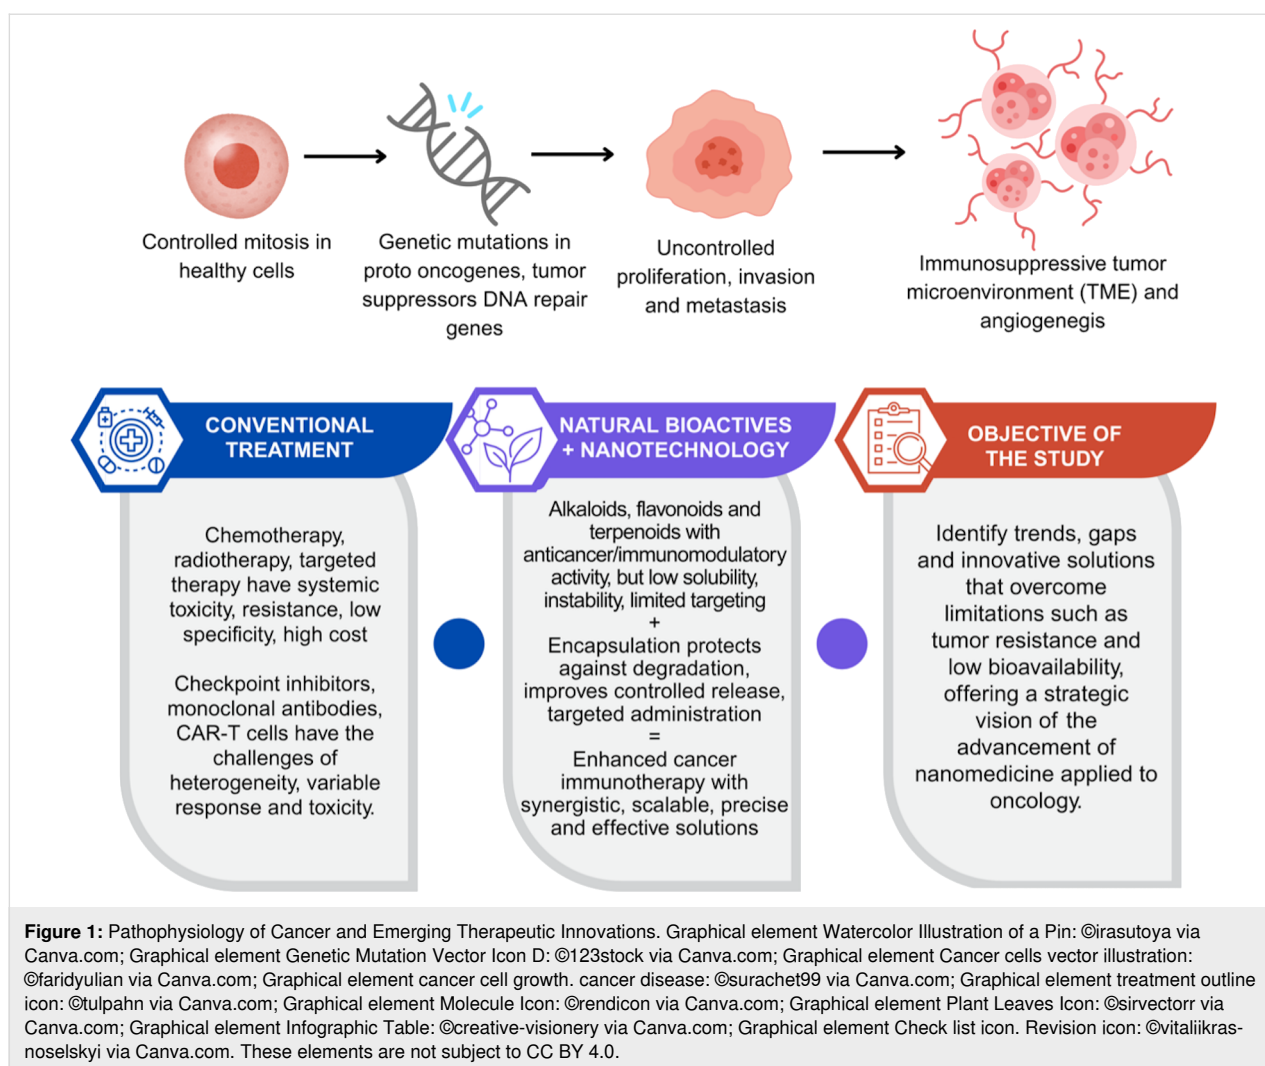 Controlled mitosis in
healthy cells
Genetic mutations in
proto oncogenes, tumor
suppressors DNA repair
genes
Uncontrolled
proliferation, invasion
and metastasis
Immunosuppressive tumor
microenvironment (TME) and
angiogenegis
CONVENTIONAL
TREATMENT
Chemotherapy,
radiotherapy, targeted
therapy have systemic
toxicity, resistance, low
specificity, high cost
Checkpoint inhibitors,
monoclonal antibodies,
CAR-T cells have the
challenges of
heterogeneity, variable
response and toxicity.
NATURAL BIOACTIVES
+ NANOTECHNOLOGY
Alkaloids, flavonoids and
terpenoids with
anticancer/immunomodulatory
activity, but low solubility,
instability, limited targeting
+
Encapsulation protects
against degradation,
improves controlled release,
targeted administration
=
Enhanced cancer
immunotherapy with
synergistic, scalable, precise
and effective solutions
OBJECTIVE OF
THE STUDY
Identify trends, gaps
and innovative solutions
that overcome
limitations such as
tumor resistance and
low bioavailability,
offering a strategic
vision of the
advancement of
nanomedicine applied to
oncology.
Figure 1: Pathophysiology of Cancer and Emerging Therapeutic Innovations. Graphical element Watercolor Illustration of a Pin: ©irasutoya via
Canva.com; Graphical element Genetic Mutation Vector Icon D: ©123stock via Canva.com; Graphical element Cancer cells vector illustration:
©faridyulian via Canva.com; Graphical element cancer cell growth. cancer disease: ©surachet99 via Canva.com; Graphical element treatment outline
icon: ©tulpahn via Canva.com; Graphical element Molecule Icon: ©rendicon via Canva.com; Graphical element Plant Leaves Icon: ©sirvectorr via
Canva.com; Graphical element Infographic Table: ©creative-visionery via Canva.com; Graphical element Check list icon. Revision icon: ©vitaliikras-
noselskyi via Canva.com. These elements are not subject to CC BY 4.0.